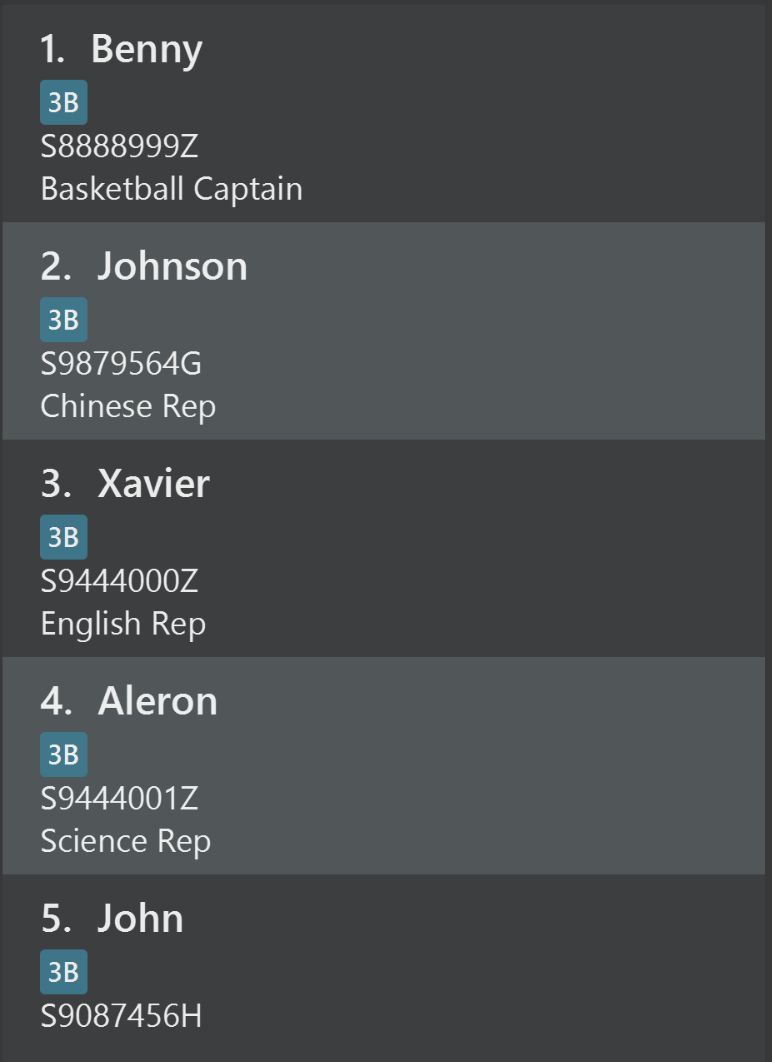 1. Benny
3B
S8888999Z
Basketball Captain
2. Johnson
3B
S9879564G
Chinese Rep
3. Xavier
3B
S9444000Z
English Rep
4. Aleron
3B
S9444001Z
Science Rep
5. John
3B
S9087456H